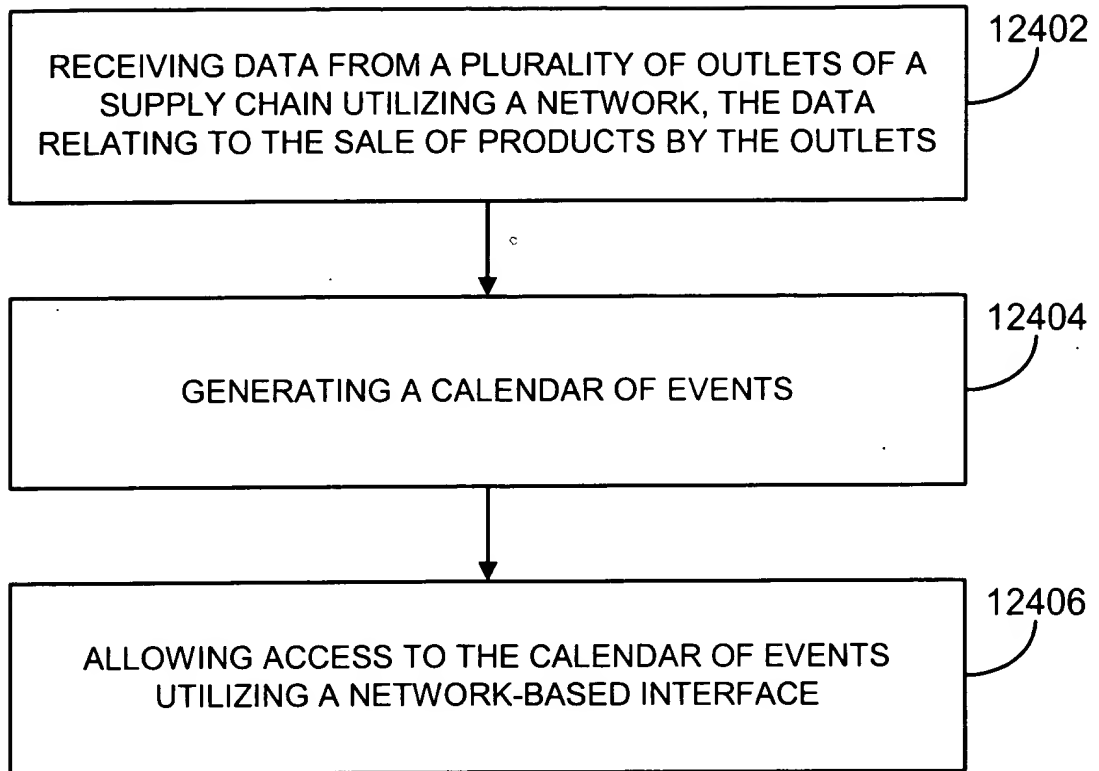 12402
RECEIVING DATA FROM A PLURALITY OF OUTLETS OF A
SUPPLY CHAIN UTILIZING A NETWORK, THE DATA
RELATING TO THE SALE OF PRODUCTS BY THE OUTLETS
12404
GENERATING A CALENDAR OF EVENTS
12406
ALLOWING ACCESS TO THE CALENDAR OF EVENTS
UTILIZING A NETWORK-BASED INTERFACE